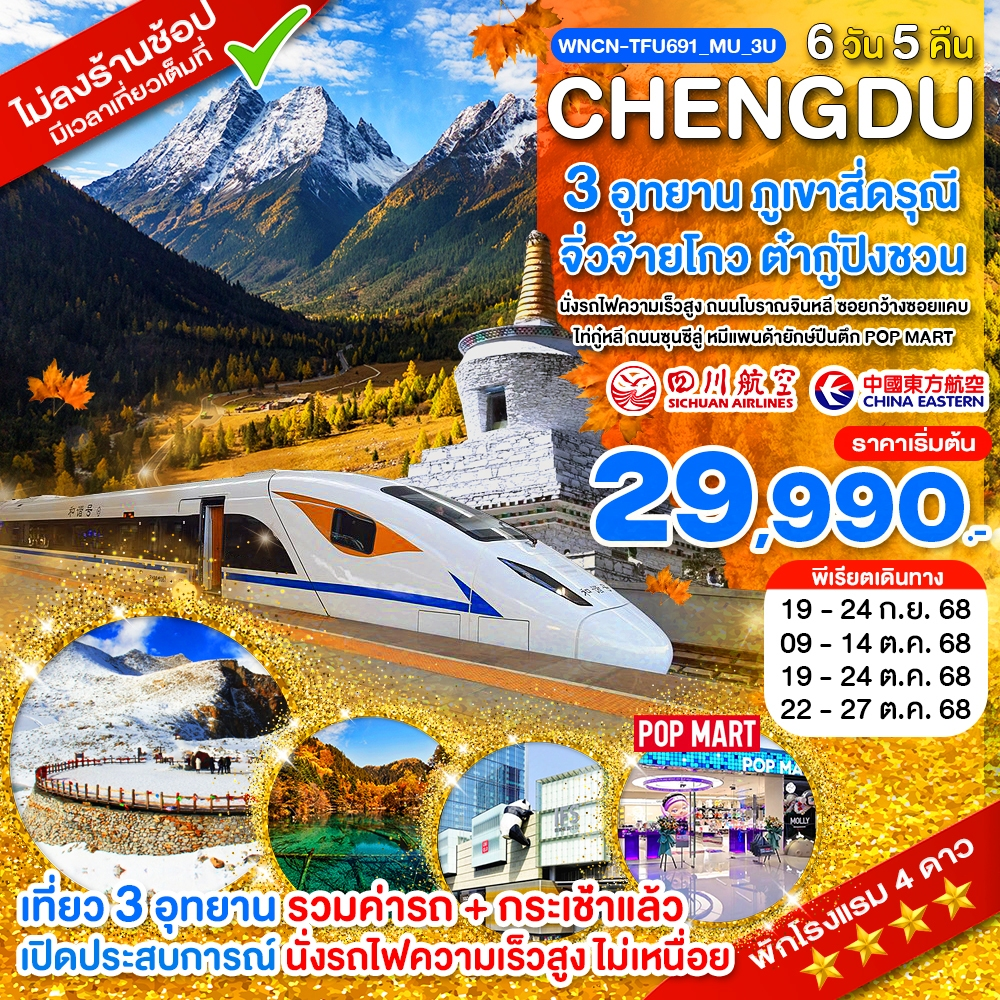 ไม่ลงร้านช้อป
มีเวลาเที่ยวเต็มที่
WNCN-TFU691_MU_3U
6 วัน 5 คืน
CHENGDU
3 อุทยาน ภูเขาสี่ดรุณี
จิ่วจ้ายโกว ต๋ากู่ปิงชวน
นั่งรถไฟความเร็วสูง ถนนโบราณจินหลี ซอยกว้างซอยแคบ
ไท่กู๋หลี ถนนชุนซีลู่ หมีแพนด้ายักษ์ปีนตึก POP MART
四川航空
SICHUAN AIRLINES
中國東方航空
CHINA EASTERN
ราคาเริ่มต้น
29,990.-
พีเรียตเดินทาง
19 - 24 ก.ย. 68
09 - 14 ต.ค. 68
19 - 24 ต.ค. 68
22 - 27 ต.ค. 68
POP MART
POP MA
MOLLY
IFS
เที่ยว 3 อุทยาน รวมค่ารถ + กระเช้าแล้ว
เปิดประสบการณ์ นั่งรถไฟความเร็วสูง ไม่เหนื่อย
พักโรงแรม 4 ดาว